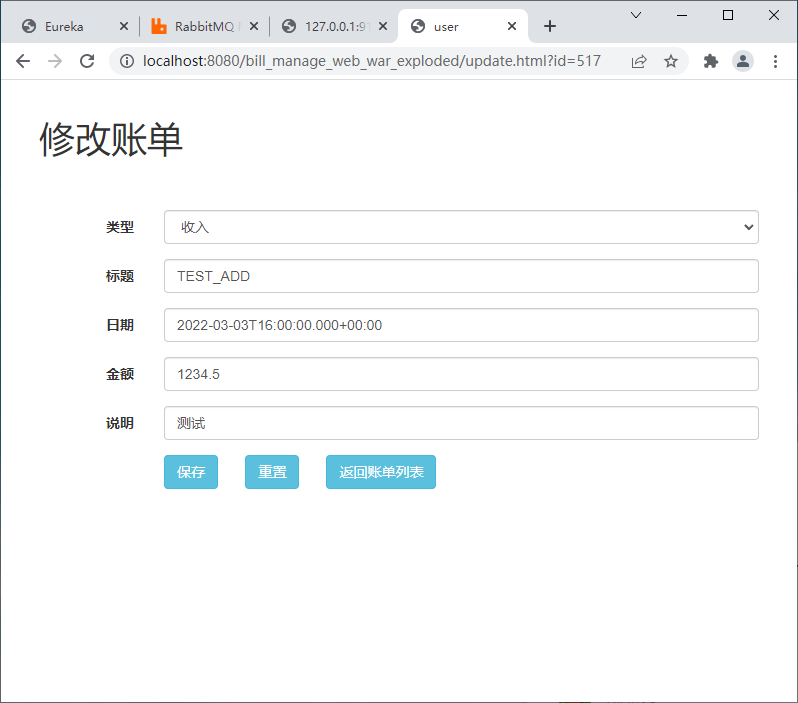 Eureka
RabbitMQ
127.0.0.1:91
user
localhost:8080/bill_manage_web_war_exploded/update.html?id=517
修改账单
类型 收入
标题 TEST_ADD
日期 2022-03-03T16:00:00.000+00:00
金额 1234.5
说明 测试
保存 重置 返回账单列表